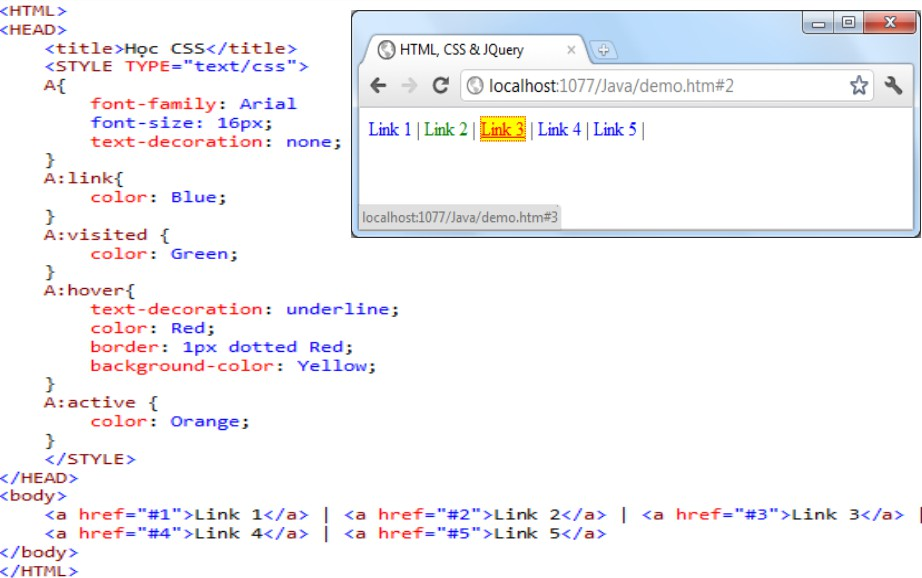 <HTML>
<HEAD>
<title>Học CSS</title>
<STYLE TYPE="text/css">
A{
font-family: Arial
font-size: 16px;
text-decoration: none;
}
A:link{
color: Blue;
}
A:visited {
color: Green;
}
A:hover{
text-decoration: underline;
color: Red;
border: 1px dotted Red;
background-color: Yellow;
}
A:active {
color: Orange;
}
</STYLE>
</HEAD>
<body>
<a href="#1">Link 1</a> | <a href="#2">Link 2</a> | <a href="#3">Link 3</a> |
<a href="#4">Link 4</a> | <a href="#5">Link 5</a>
</body>
</HTML>
HTML, CSS & JQuery
localhost:1077/Java/demo.htm#2
Link 1 | Link 2 | Link 3 | Link 4 | Link 5 |
localhost:1077/Java/demo.htm#3